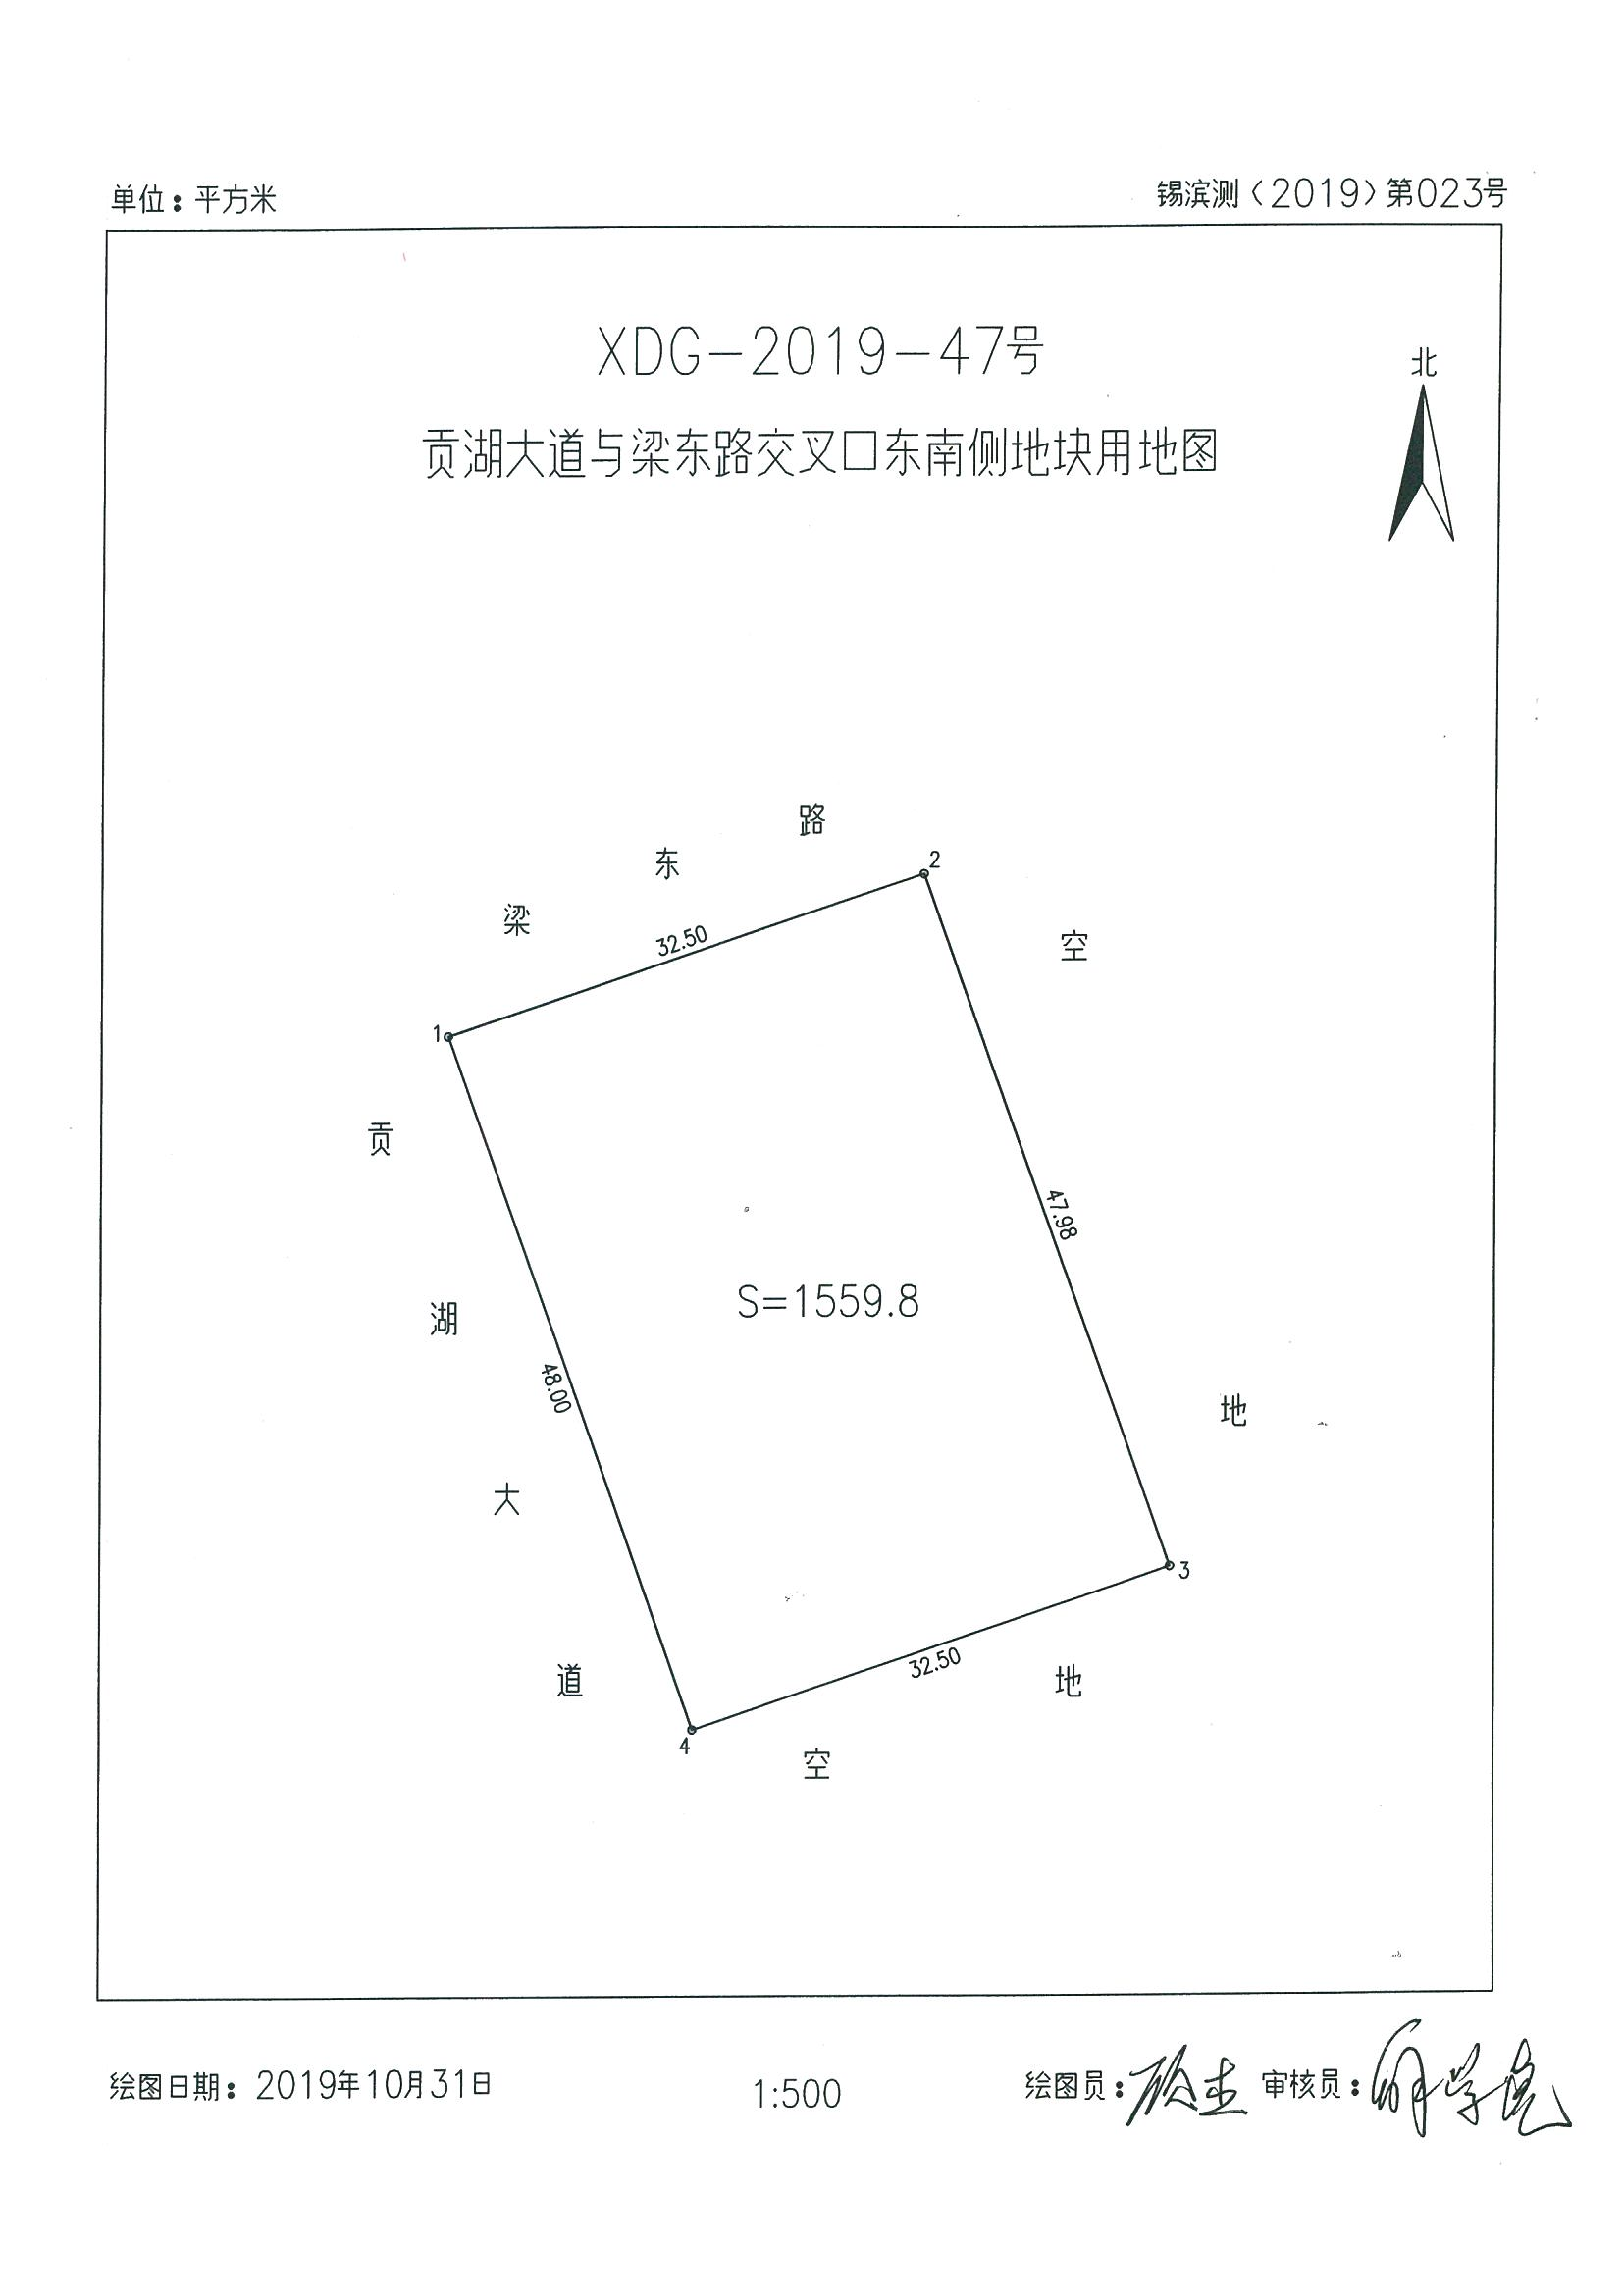 单位：平方米
锡滨测（2019）第023号
XDG-2019-47号
贡湖大道与梁东路交叉口东南侧地块用地图
北
梁东路
32.50
1
2
空地
贡湖大道
47.98
S=1559.8
48.00
3
32.50
4
空地
绘图日期：2019年10月31日
1:500
绘图员：
审核员：